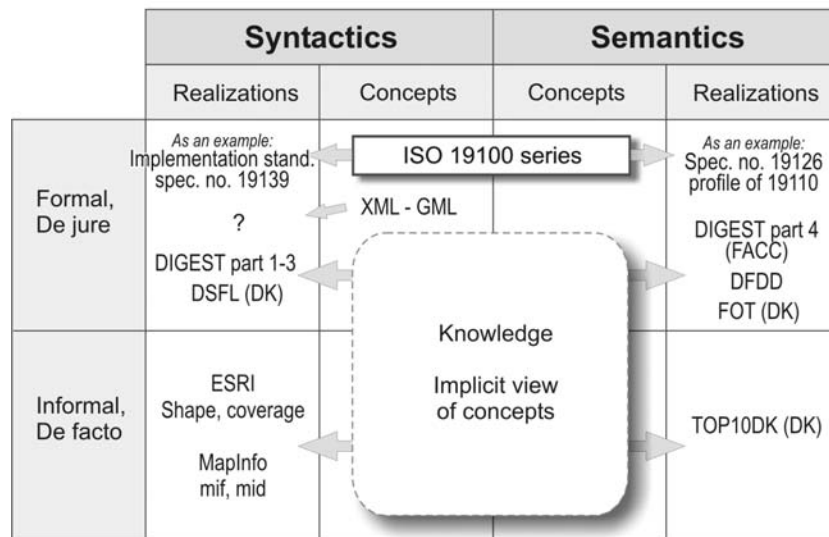 Syntactics
Semantics
Realizations
Concepts
Concepts
Realizations
Formal,
De jure
As an example:
Implementation stand.
spec. no. 19139
?
DIGEST part 1-3
DSFL (DK)
ISO 19100 series
XML - GML
As an example:
Spec. no. 19126
profile of 19110
DIGEST part 4
(FACC)
DFDD
FOT (DK)
Knowledge
Implicit view
of concepts
Informal,
De facto
ESRI
Shape, coverage
MapInfo
mif, mid
TOP10DK (DK)